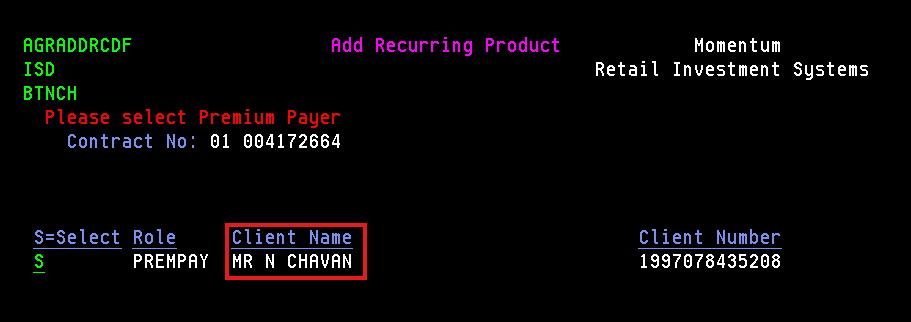 AGRADDRCDF Add Recurring Product Momentum
ISD Retail Investment Systems
BTNCH
Please select Premium Payer
Contract No: 01 004172664
S=Select Role Client Name Client Number
S PREMPAY MR N CHAVAN 1997078435208